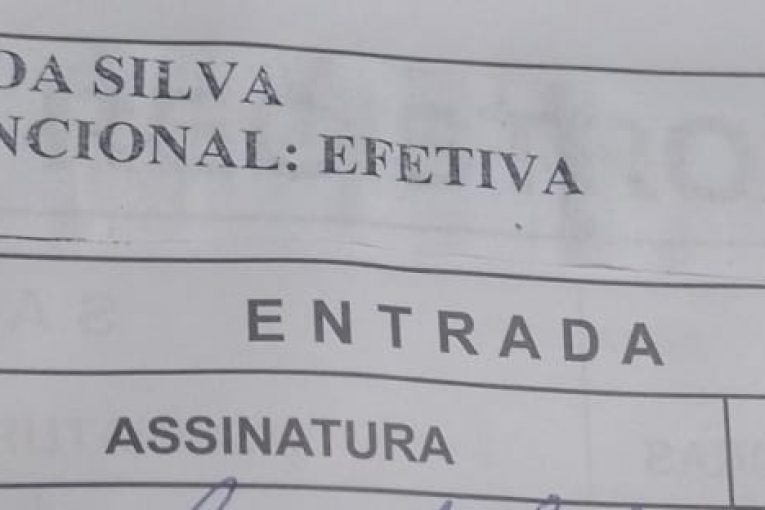 DA SILVA
NCIONAL: EFETIVA
ENTRADA
ASSINATURA